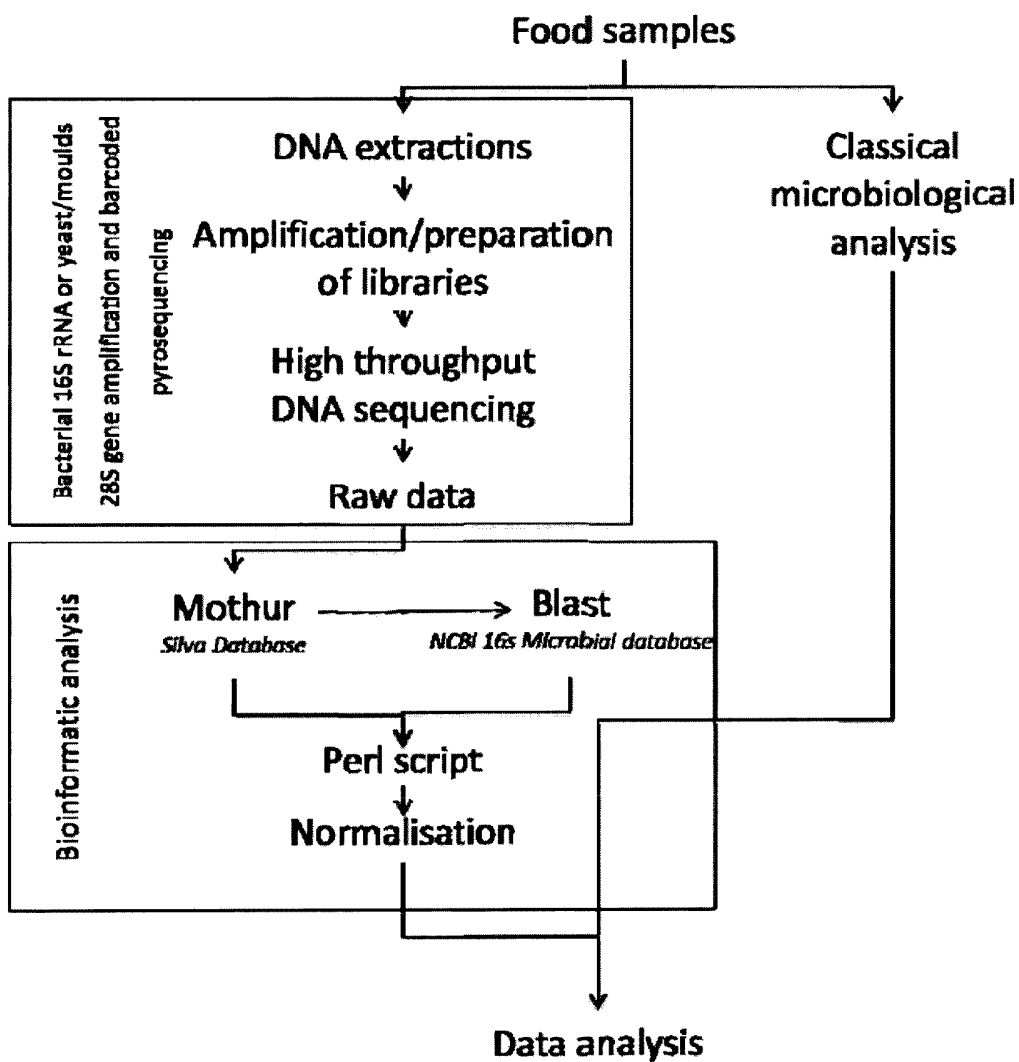 Food samples
Bacterial 16S rRNA or yeast/moulds
28S gene amplification and barcoded
pyrosequencing
DNA extractions
Amplification/preparation
of libraries
High throughput
DNA sequencing
Raw data
Classical
microbiological
analysis
Bioinformatic analysis
Mothur
Silva Database
Blast
NCBI 16s Microbial database
Perl script
Normalisation
Data analysis